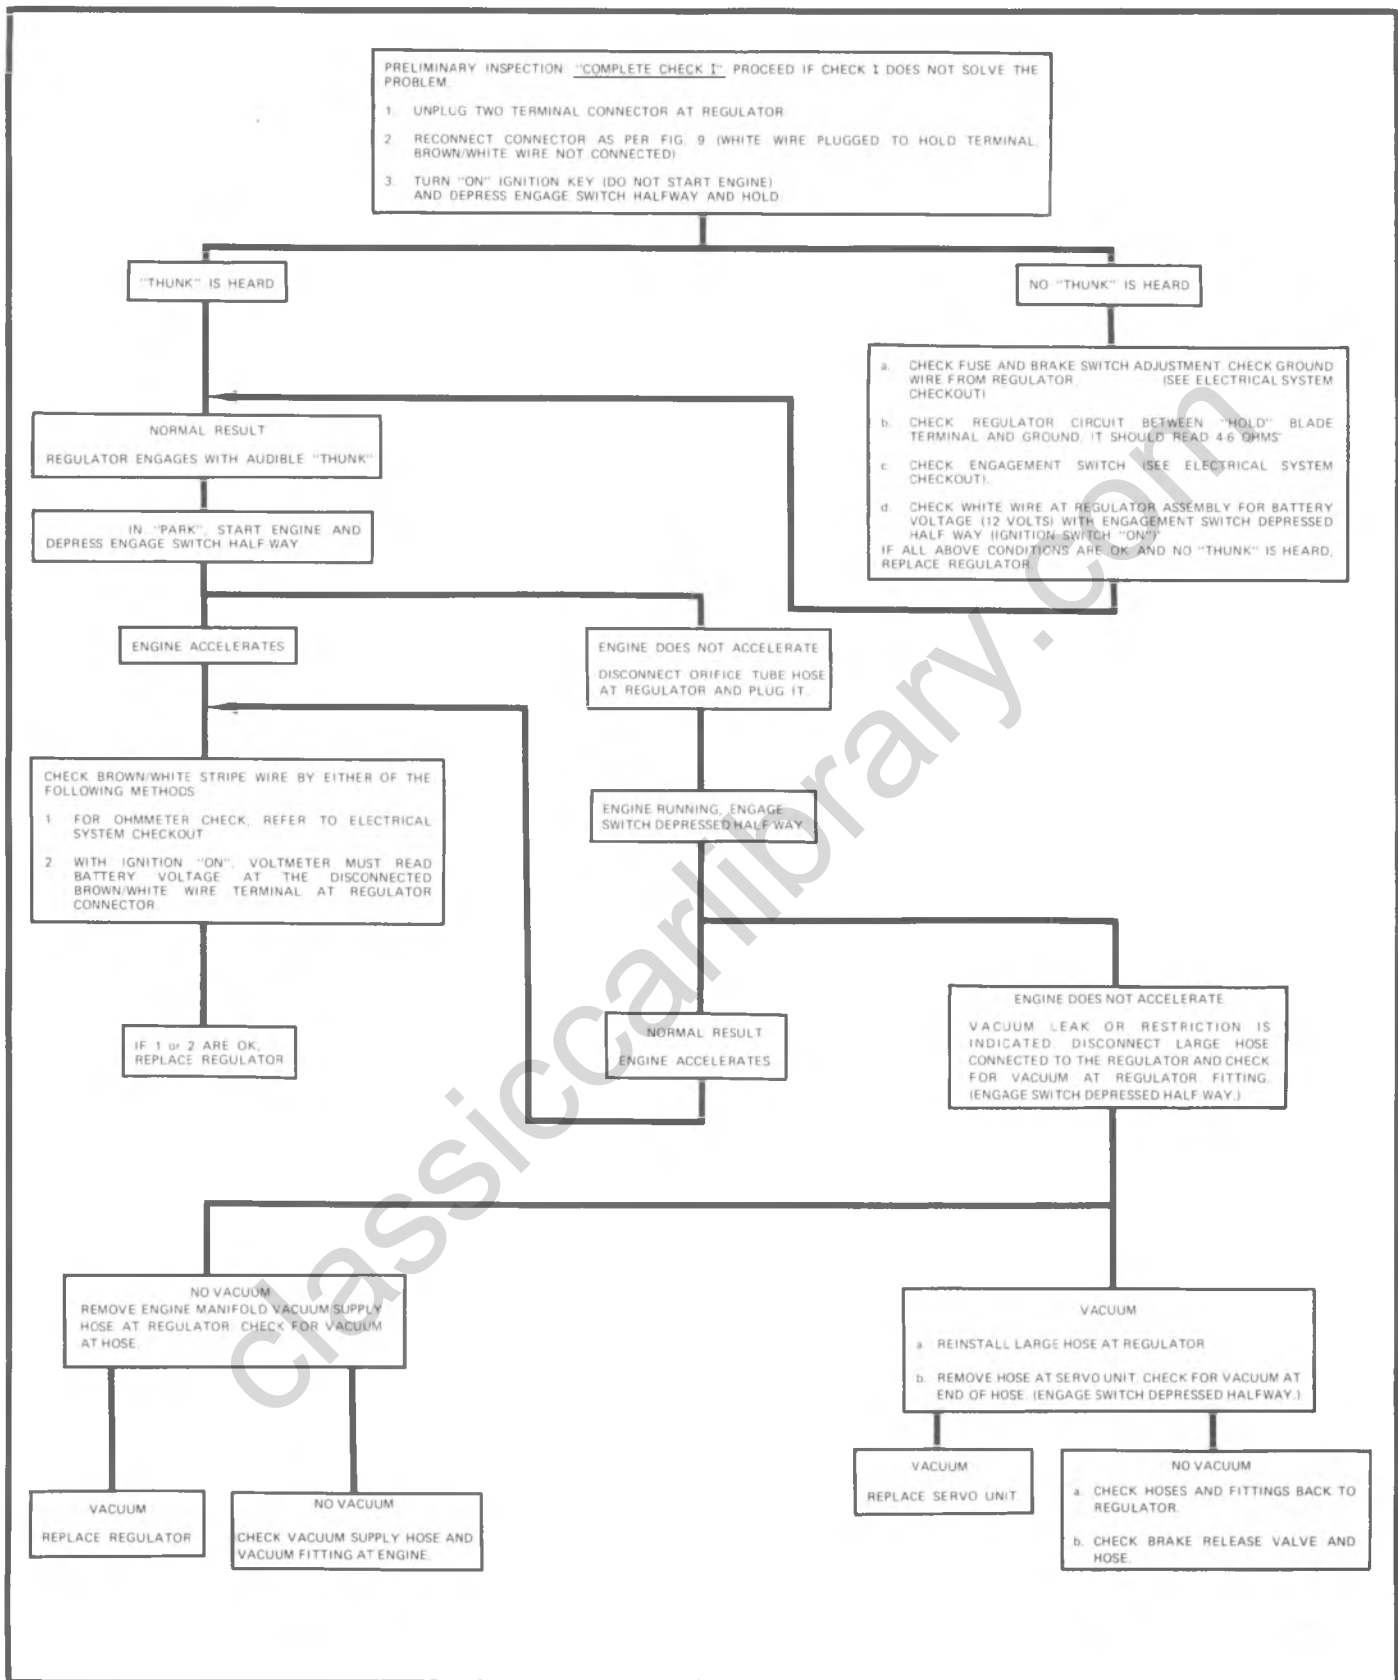 PRELIMINARY INSPECTION "COMPLETE CHECK I" PROCEED IF CHECK I DOES NOT SOLVE THE
PROBLEM.
1. UNPLUG TWO TERMINAL CONNECTOR AT REGULATOR
2. RECONNECT CONNECTOR AS PER FIG. 9 (WHITE WIRE PLUGGED TO HOLD TERMINAL,
BROWN/WHITE WIRE NOT CONNECTED)
3. TURN "ON" IGNITION KEY (DO NOT START ENGINE)
AND DEPRESS ENGAGE SWITCH HALFWAY AND HOLD.
"THUNK" IS HEARD
NO "THUNK" IS HEARD
a. CHECK FUSE AND BRAKE SWITCH ADJUSTMENT. CHECK GROUND
WIRE FROM REGULATOR. (SEE ELECTRICAL SYSTEM
CHECKOUT)
b. CHECK REGULATOR CIRCUIT BETWEEN "HOLD" BLADE
TERMINAL AND GROUND. IT SHOULD READ 4-6 OHMS
c. CHECK ENGAGEMENT SWITCH (SEE ELECTRICAL SYSTEM
CHECKOUT).
d. CHECK WHITE WIRE AT REGULATOR ASSEMBLY FOR BATTERY
VOLTAGE (12 VOLTS) WITH ENGAGEMENT SWITCH DEPRESSED
HALF WAY (IGNITION SWITCH "ON")
IF ALL ABOVE CONDITIONS ARE OK AND NO "THUNK" IS HEARD,
REPLACE REGULATOR.
NORMAL RESULT
REGULATOR ENGAGES WITH AUDIBLE "THUNK"
IN "PARK", START ENGINE AND
DEPRESS ENGAGE SWITCH HALF WAY.
ENGINE ACCELERATES
ENGINE DOES NOT ACCELERATE
DISCONNECT ORIFICE TUBE HOSE
AT REGULATOR AND PLUG IT.
CHECK BROWN/WHITE STRIPE WIRE BY EITHER OF THE
FOLLOWING METHODS
1 FOR OHMMETER CHECK, REFER TO ELECTRICAL
SYSTEM CHECKOUT
2. WITH IGNITION "ON", VOLTMETER MUST READ
BATTERY VOLTAGE AT THE DISCONNECTED
BROWN/WHITE WIRE TERMINAL AT REGULATOR
CONNECTOR.
ENGINE RUNNING, ENGAGE
SWITCH DEPRESSED HALF WAY
IF 1 or 2 ARE OK,
REPLACE REGULATOR
NORMAL RESULT
ENGINE ACCELERATES
ENGINE DOES NOT ACCELERATE
VACUUM LEAK OR RESTRICTION IS
INDICATED. DISCONNECT LARGE HOSE
CONNECTED TO THE REGULATOR AND CHECK
FOR VACUUM AT REGULATOR FITTING.
(ENGAGE SWITCH DEPRESSED HALF-WAY.)
NO VACUUM
REMOVE ENGINE MANIFOLD VACUUM SUPPLY
HOSE AT REGULATOR. CHECK FOR VACUUM
AT HOSE.
VACUUM
a. REINSTALL LARGE HOSE AT REGULATOR
b. REMOVE HOSE AT SERVO UNIT. CHECK FOR VACUUM AT
END OF HOSE. (ENGAGE SWITCH DEPRESSED HALFWAY.)
VACUUM
REPLACE REGULATOR
NO VACUUM
(CHECK VACUUM SUPPLY HOSE AND
VACUUM FITTING AT ENGINE.
VACUUM
REPLACE SERVO UNIT.
NO VACUUM
a. CHECK HOSES AND FITTINGS BACK TO
REGULATOR.
b. CHECK BRAKE RELEASE VALVE AND
HOSE.
classiccarlibrary.com